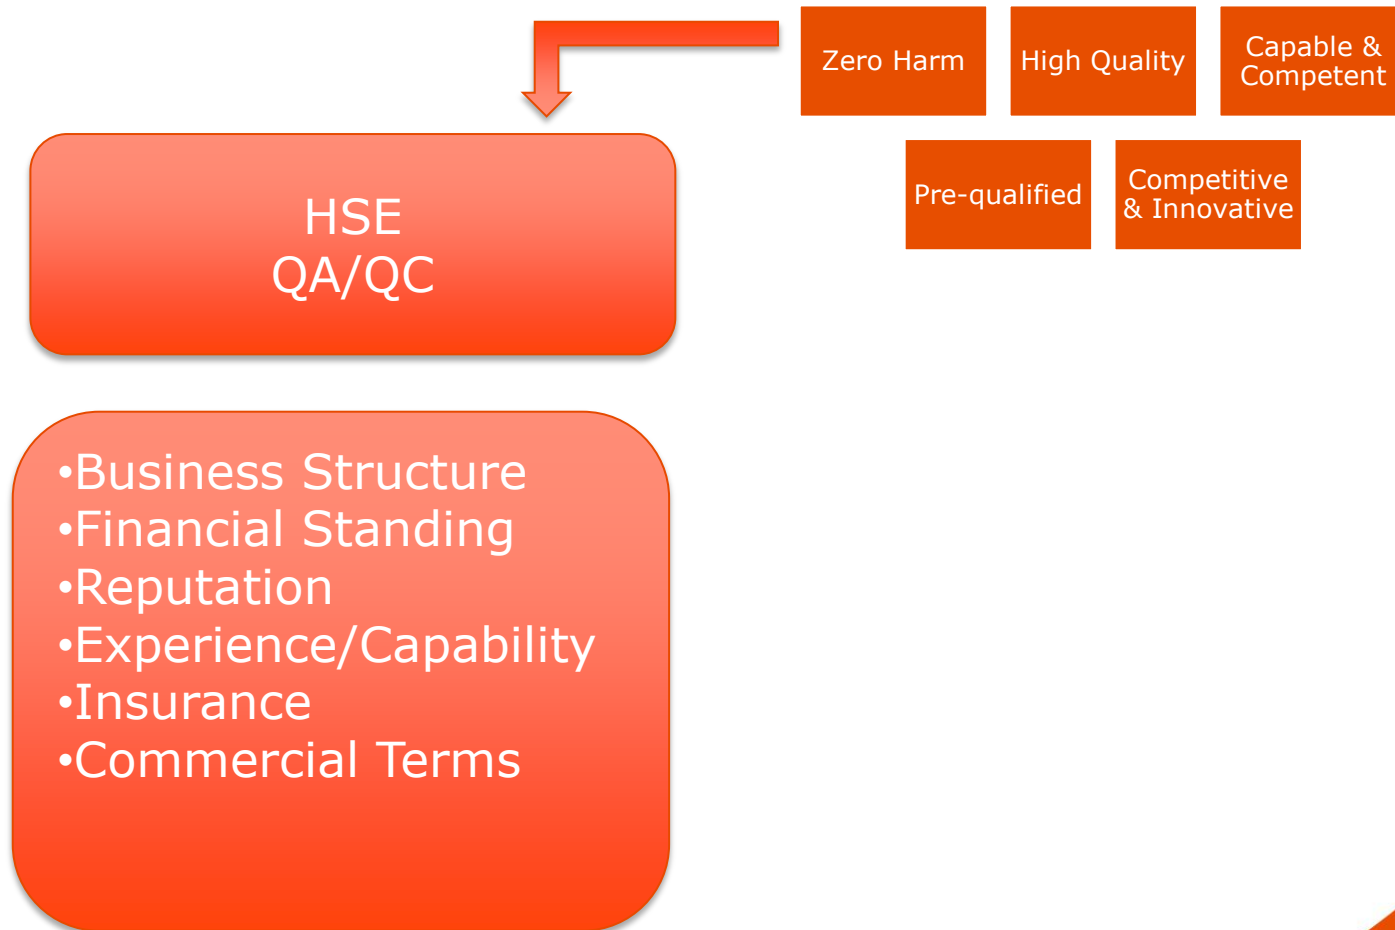 Zero Harm
High Quality
Capable &
Competent
Pre-qualified
Competitive
& Innovative
HSE
QA/QC
•Business Structure
•Financial Standing
•Reputation
•Experience/Capability
•Insurance
•Commercial Terms